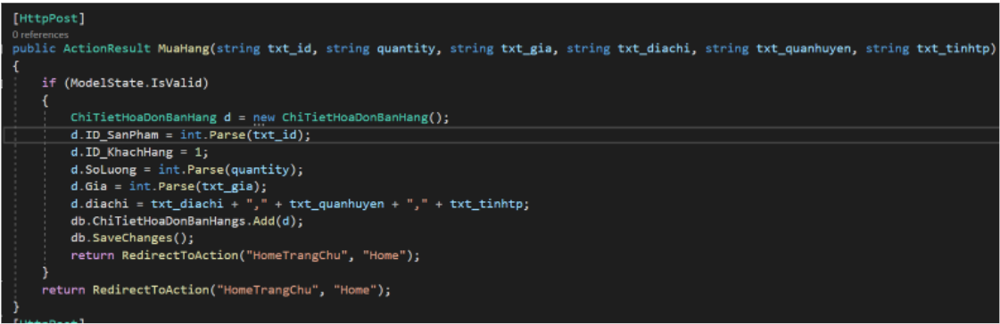 [HttpPost]
0 references
public ActionResult MuaHang(string txt_id, string quantity, string txt_gia, string txt_diachi, string txt_quanhuyen, string txt_tinhtp)
{
if (ModelState.IsValid)
{
ChiTietHoaDonBanHang d = new ChiTietHoaDonBanHang();
d.ID_SanPham = int.Parse(txt_id);
d.ID_KhachHang = 1;
d.SoLuong = int.Parse(quantity);
d.Gia = int.Parse(txt_gia);
d.diachi = txt_diachi + "," + txt_quanhuyen + "," + txt_tinhtp;
db.ChiTietHoaDonBanHangs.Add(d);
db.SaveChanges();
return RedirectToAction("HomeTrangChu", "Home");
}
return RedirectToAction("HomeTrangChu", "Home");
}
[HttpPost]